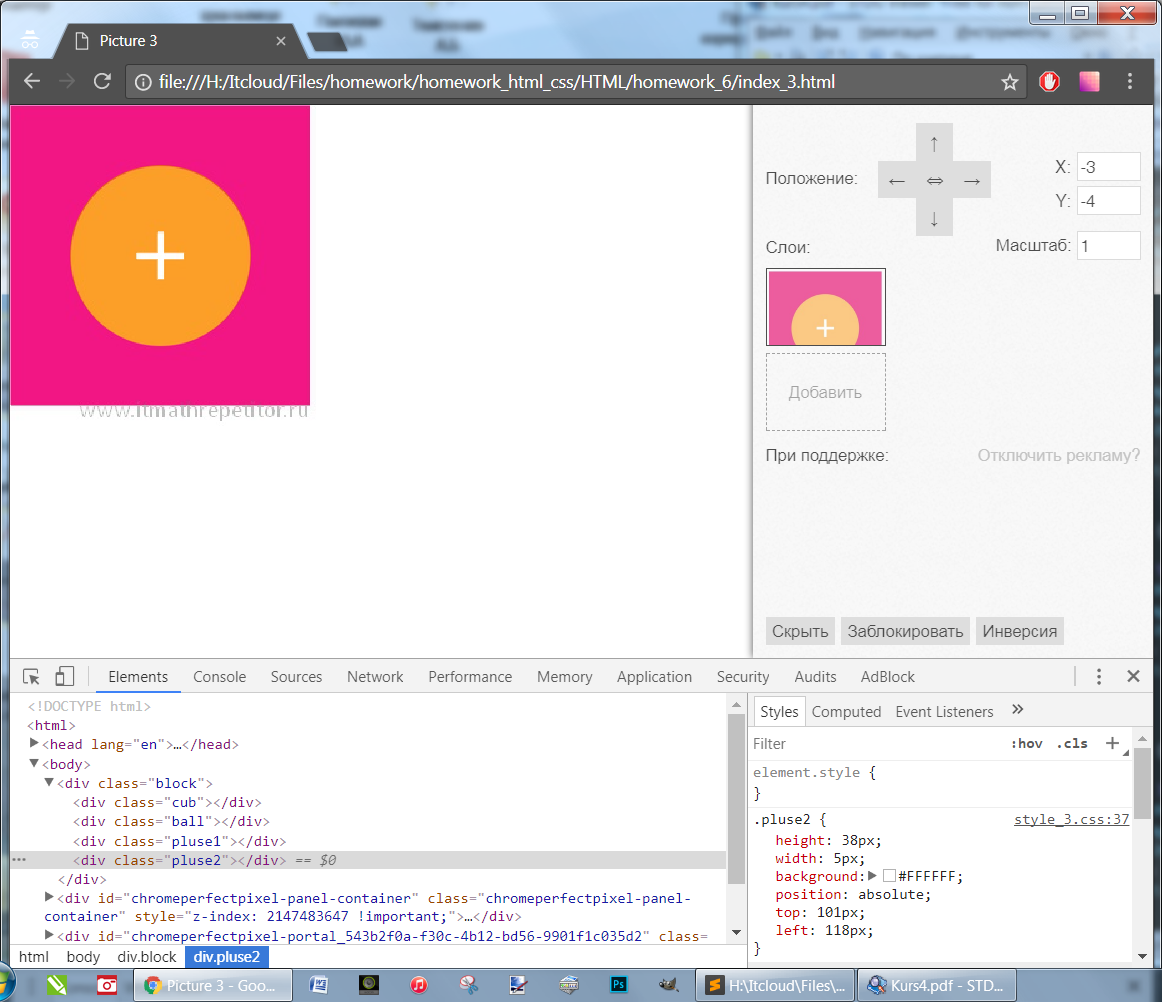 Picture 3
file:///H:/Itcloud/Files/homework/homework_html_css/HTML/homework_6/index_3.html
www.itmathrepetitor.ru
Положение:
↑
← ⇔ →
↓
X: -3
Y: -4
Слои:
Масштаб: 1
Добавить
При поддержке: Отключить рекламу?
Скрыть Заблокировать Инверсия
Elements Console Sources Network Performance Memory Application Security Audits AdBlock
<!DOCTYPE html>
<html>
<head lang="en">…</head>
<body>
<div class="block">
<div class="cub"></div>
<div class="ball"></div>
<div class="pluse1"></div>
<div class="pluse2"></div> == $0
</div>
<div id="chromeperfectpixel-panel-container" class="chromeperfectpixel-panel-
container" style="z-index: 2147483647 !important;">…</div>
<div id="chromeperfectpixel-portal_543b2f0a-f30c-4b12-bd56-9901f1c035d2" class=
html body div.block div.pluse2
Styles Computed Event Listeners »
Filter :hov .cls +
element.style {
}
.pluse2 { style_3.css:37
height: 38px;
width: 5px;
background: #FFFFFF;
position: absolute;
top: 101px;
left: 118px;
}
Picture 3 - Goo... H:\Itcloud\Files\... Kurs4.pdf - STD...